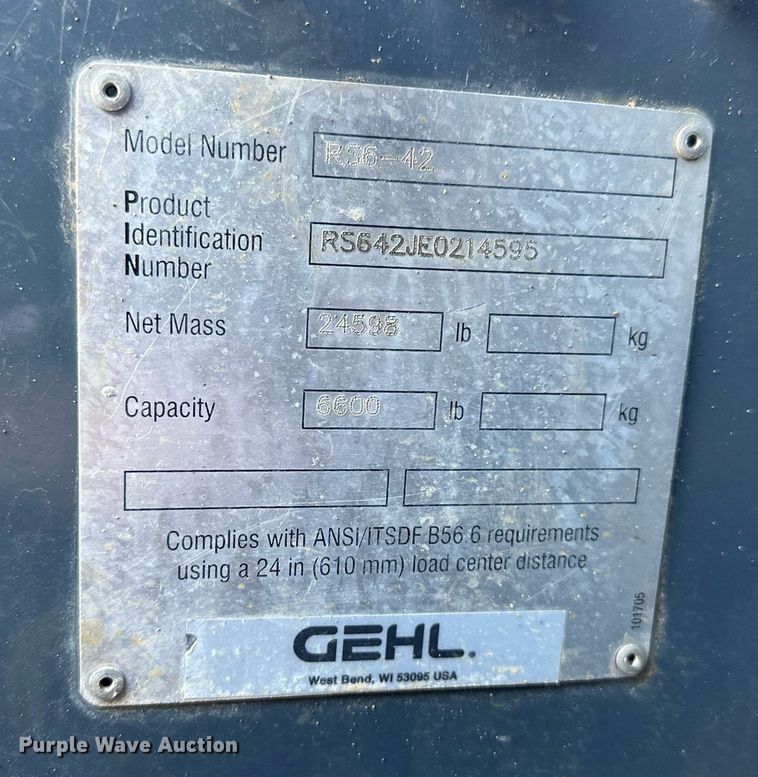 Model Number RS6-42
Product
Identification
Number
RS642JE0214595
Net Mass 24598 lb kg
Capacity 6600 lb kg
Complies with ANSI/ITSDF B56.6 requirements
using a 24 in (610 mm) load center distance
101705
GEHL.
West Bend, WI 53095 USA
Purple Wave Auction